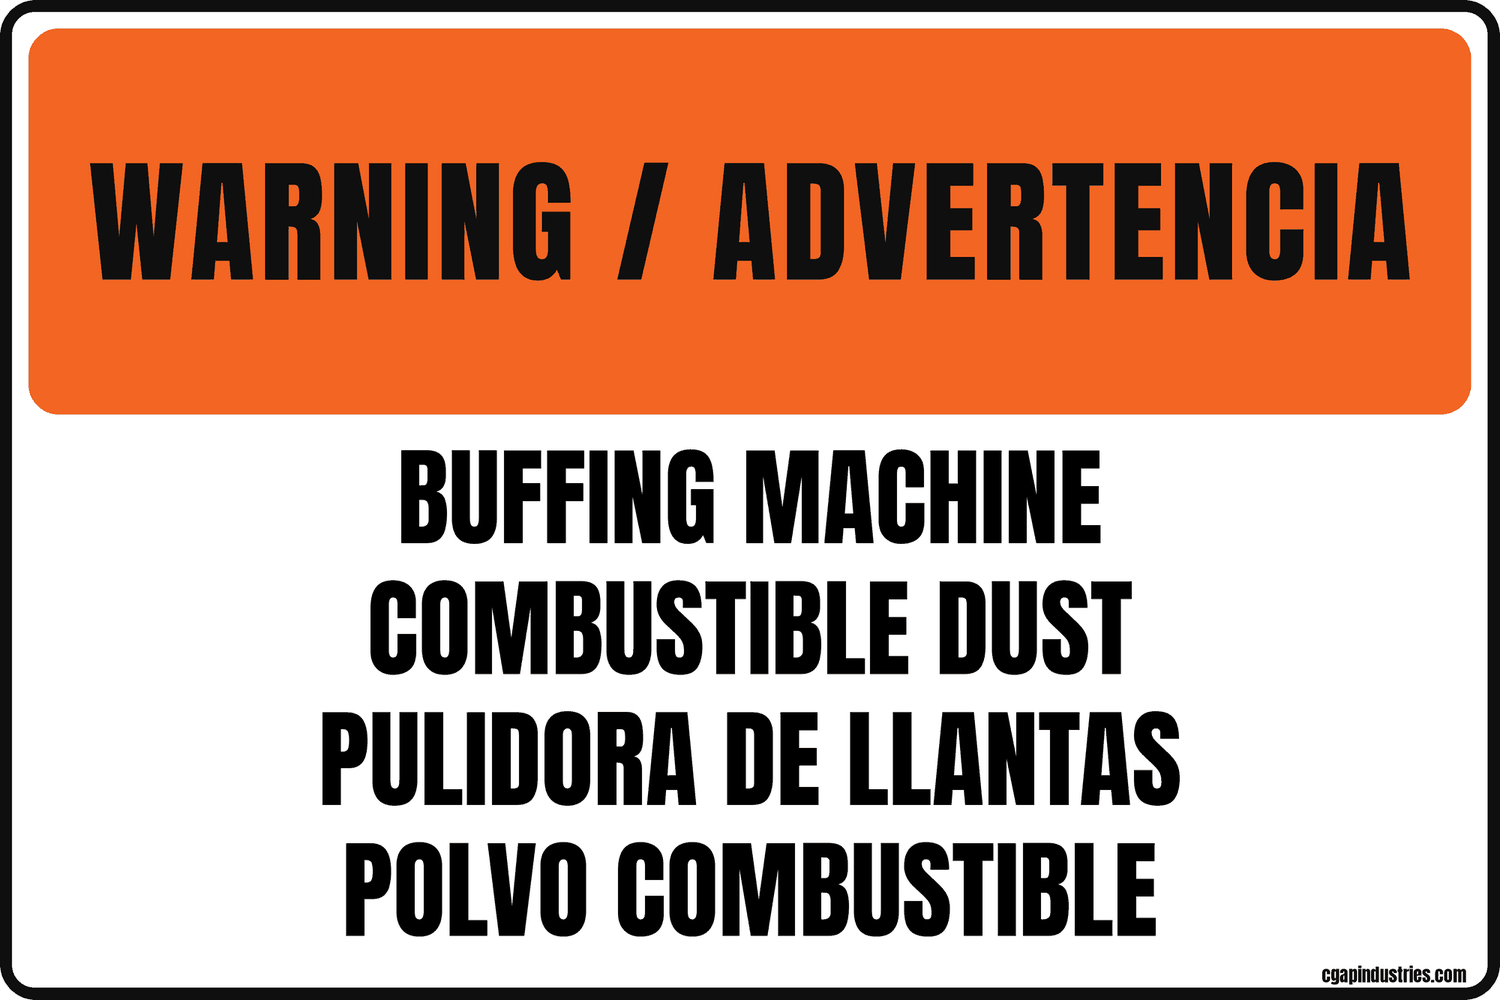 WARNING / ADVERTENCIA
BUFFING MACHINE
COMBUSTIBLE DUST
PULIDORA DE LLANTAS
POLVO COMBUSTIBLE
cgapindustries.com